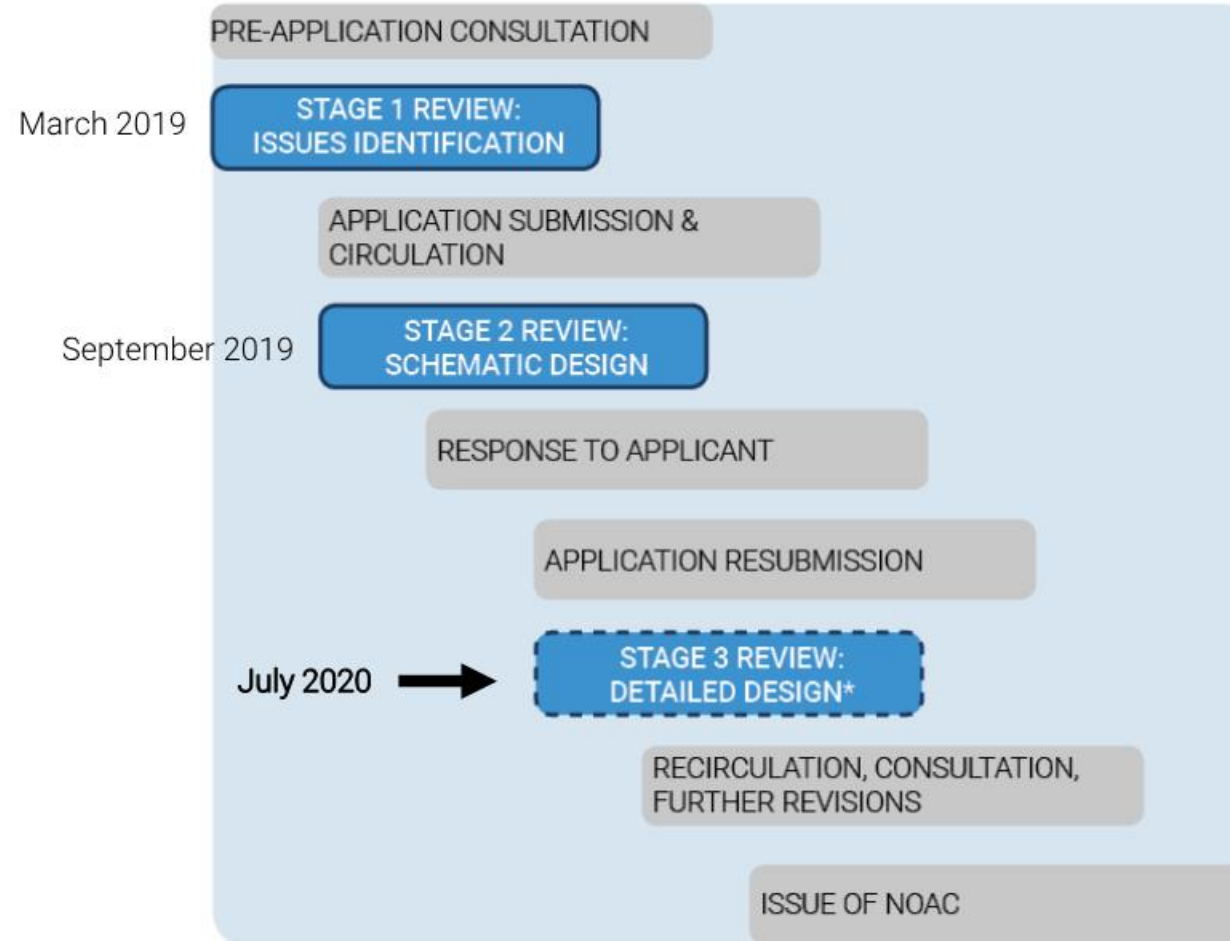 PRE-APPLICATION CONSULTATION
March 2019
STAGE 1 REVIEW:
ISSUES IDENTIFICATION
APPLICATION SUBMISSION &
CIRCULATION
September 2019
STAGE 2 REVIEW:
SCHEMATIC DESIGN
RESPONSE TO APPLICANT
APPLICATION RESUBMISSION
July 2020
STAGE 3 REVIEW:
DETAILED DESIGN*
RECIRCULATION, CONSULTATION,
FURTHER REVISIONS
ISSUE OF NOAC